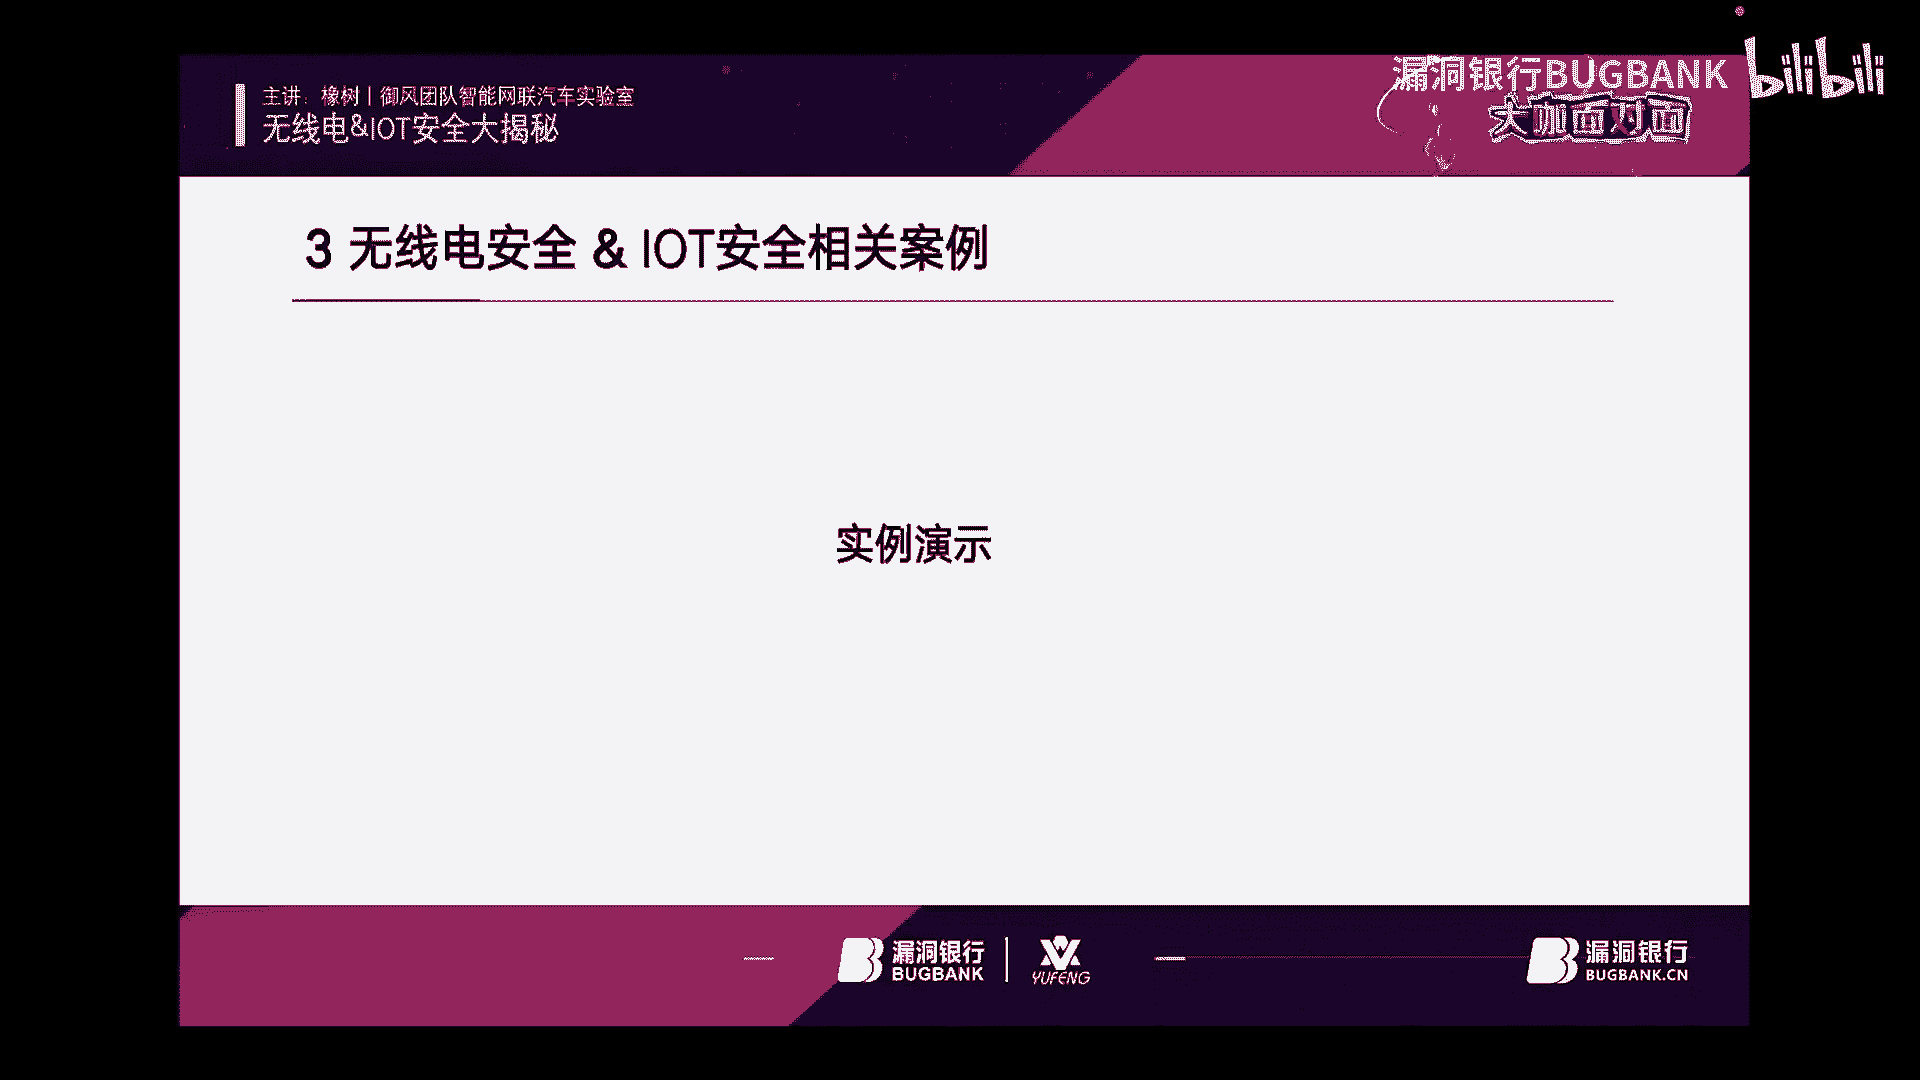 主讲：橡树丨御风团队智能网联汽车实验室
无线电&IOT安全大揭秘
漏洞银行BUGBANK
bilibili
大咖面对面
3 无线电安全 & IOT安全相关案例
实例演示
漏洞银行
BUGBANK
YUFENG
漏洞银行
BUGBANK.CN